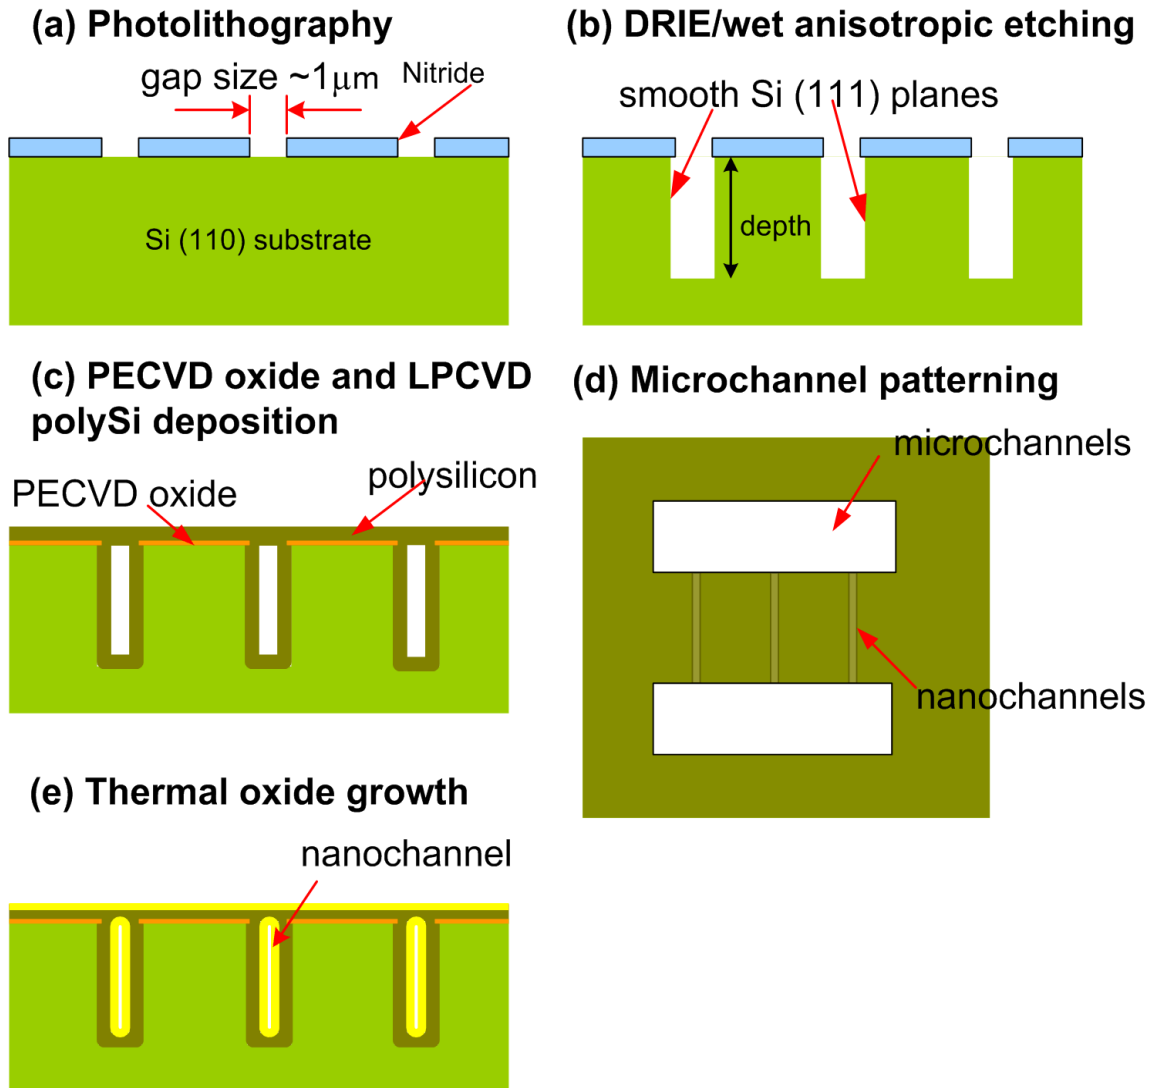 (a) Photolithography
gap size ~1μm
Nitride
Si (110) substrate
(b) DRIE/wet anisotropic etching
smooth Si (111) planes
depth
(c) PECVD oxide and LPCVD
polySi deposition
PECVD oxide
polysilicon
(d) Microchannel patterning
microchannels
nanochannels
(e) Thermal oxide growth
nanochannel